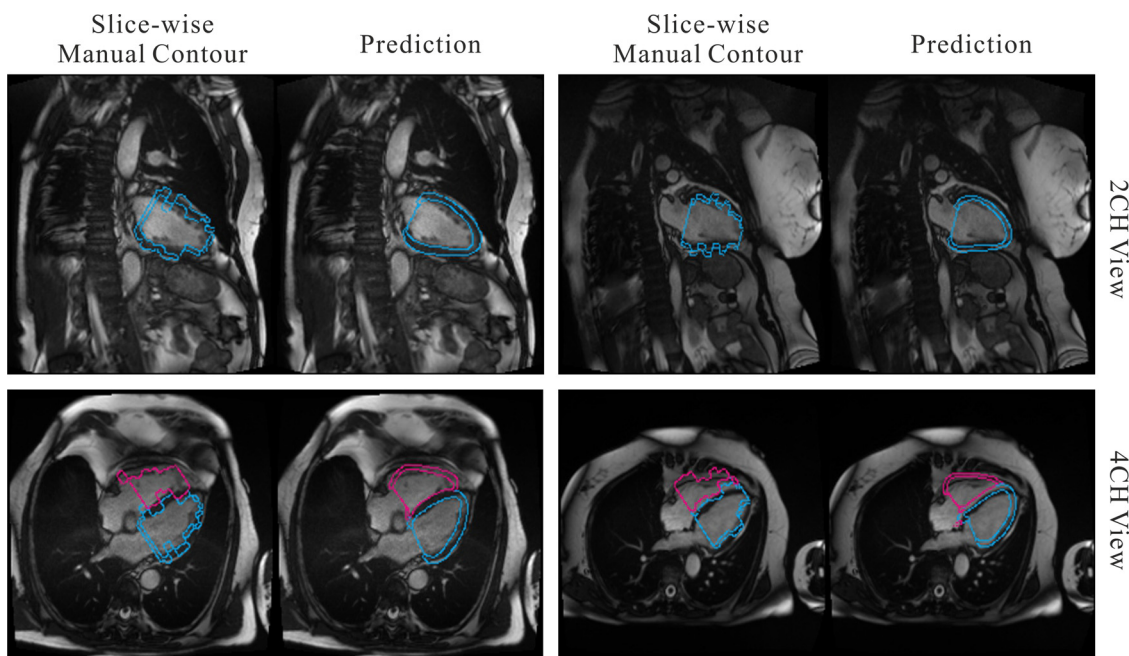 Slice-wise
Manual Contour
Prediction
Slice-wise
Manual Contour
Prediction
2CH View
4CH View